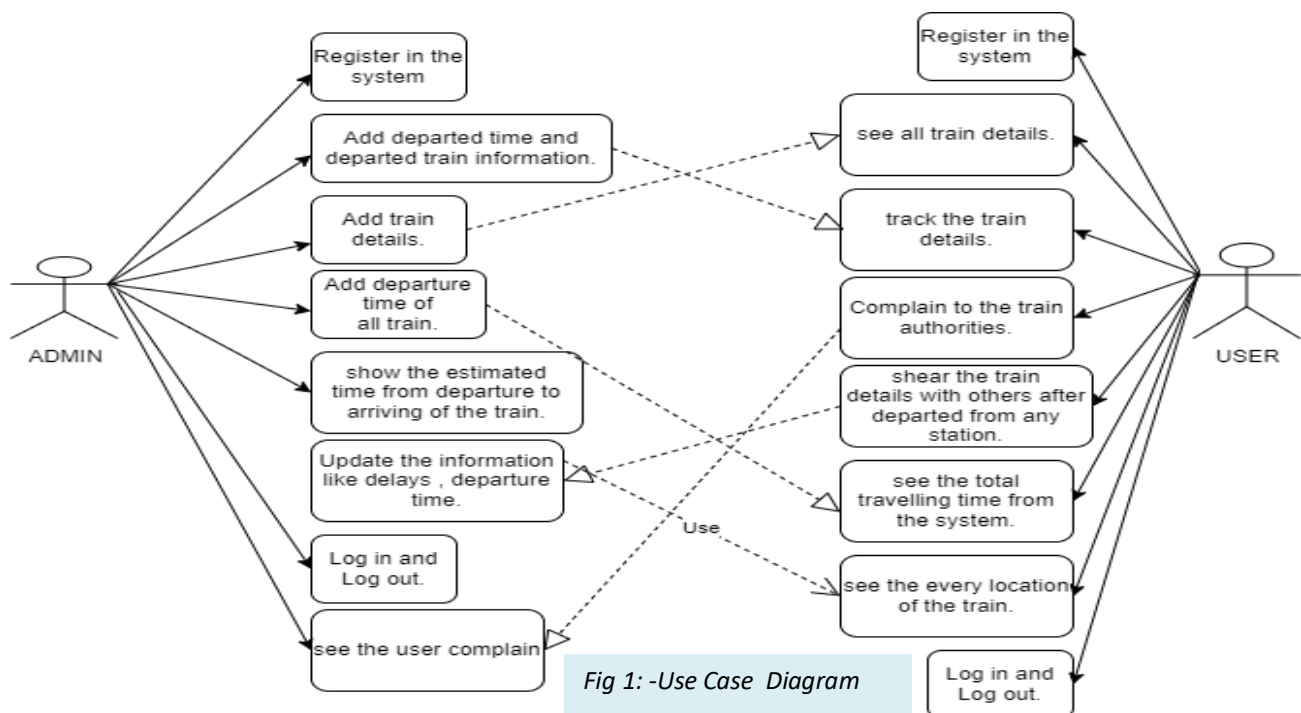 Register in the
system
Add departed time and
departed train information.
Add train
details.
Add departure
time of
all train.
show the estimated
time from departure to
arriving of the train.
Update the information
like delays , departure
time.
Log in and
Log out.
see the user complain
ADMIN
Use
Register in the
system
see all train details.
track the train
details.
Complain to the train
authorities.
shear the train
details with others after
departed from any
station.
see the total
travelling time from
the system.
see the every location
of the train.
Log in and
Log out.
USER
Fig 1: -Use Case Diagram